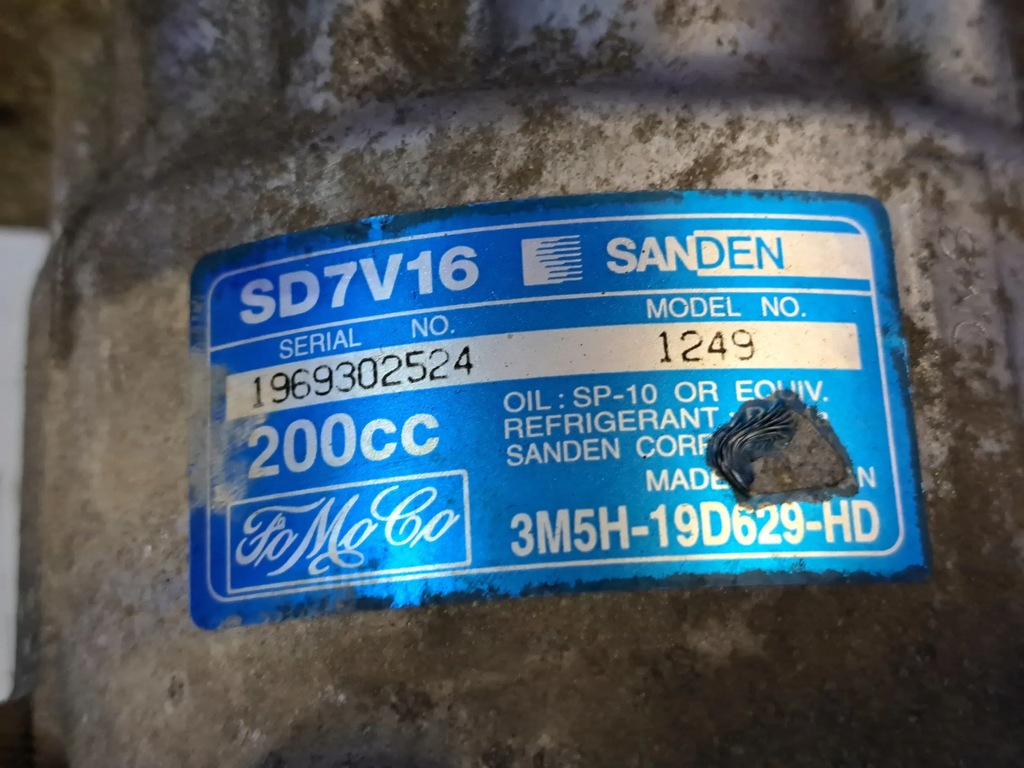 SD7V16 SANDEN
SERIAL NO. MODEL NO.
1969302524 1249
200CC
OIL: SP-10 OR EQUIV.
REFRIGERANT
SANDEN
MADE
FoMoCo
3M5H-19D629-HD